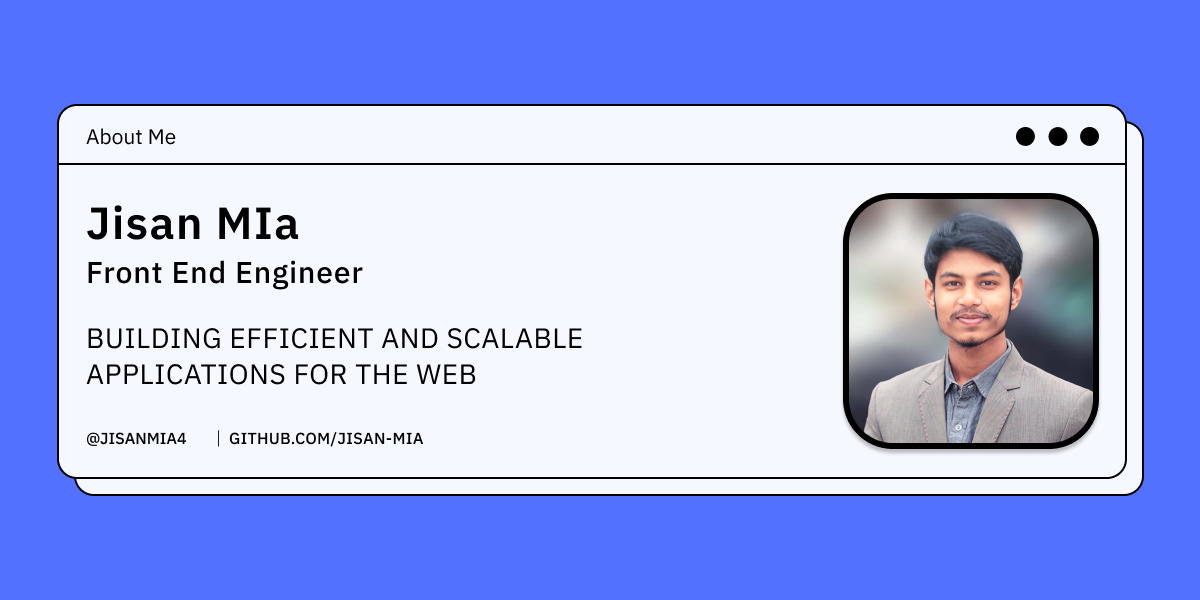 About Me
Jisan MIa
Front End Engineer
BUILDING EFFICIENT AND SCALABLE
APPLICATIONS FOR THE WEB
@JISANMIA4 | GITHUB.COM/JISAN-MIA